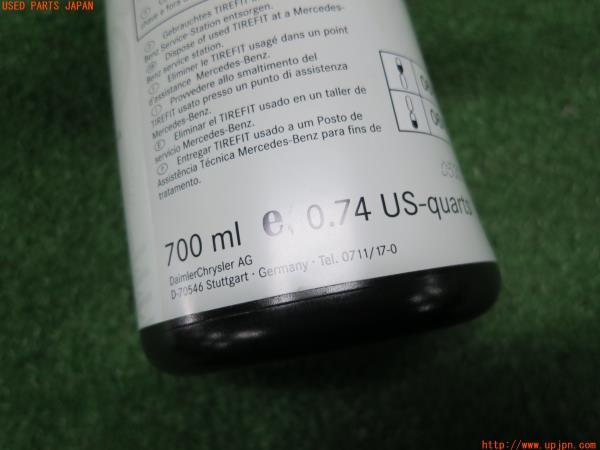 USED PARTS JAPAN
Gebrauchtes TIREFIT
Benz Service-Station entsorgen.
Dispose of used TIREFIT at a Mercedes-
Benz service station.
Eliminer le TIREFIT usagé dans un point
d'assistance Mercedes-Benz.
Provvedere allo smaltimento del
TIREFIT usato presso un punto di assistenza
Mercedes-Benz.
E Eliminar el TIREFIT usado en un taller de
servicio Mercedes-Benz.
P Entregar TIREFIT usado a um Posto de
Assistência Técnica Mercedes-Benz para fins de
tratamento.
700 ml e 0.74 US-quarts
DaimlerChrysler AG
D-70546 Stuttgart · Germany · Tel. 0711/17-0
http://www.upjpn.com/